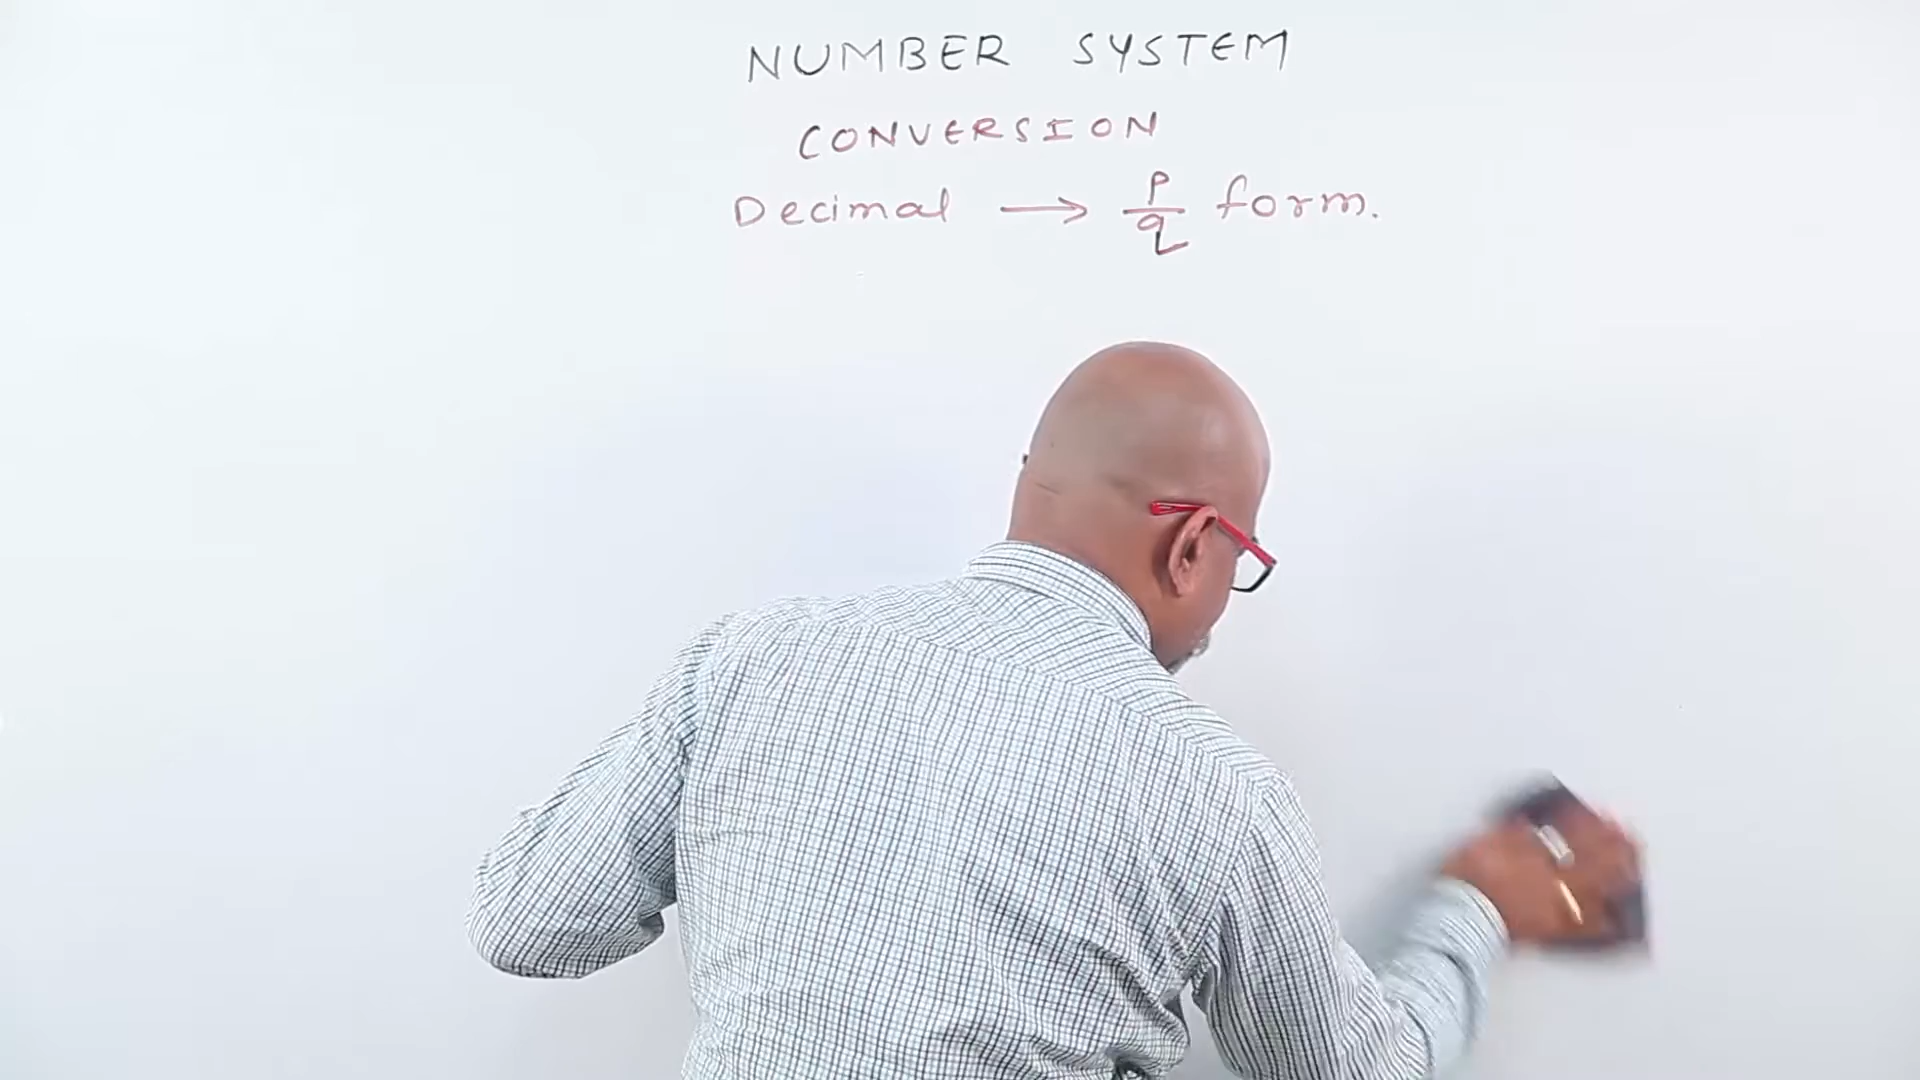 NUMBER SYSTEM
CONVERSION
Decimal → p/q form.